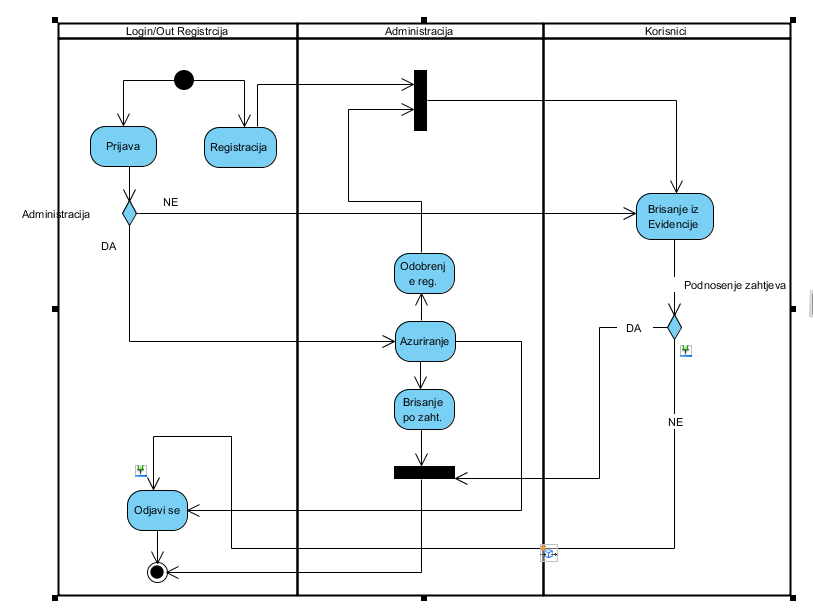 Login/Out Registrcija
Administracija
Korisnici
Prijava
Registracija
NE
Administracija
DA
Brisanje iz
Evidencije
Odobrenj
e reg.
Podnosenje zahtjeva
DA
Azuriranje
Brisanje
po zaht.
NE
Odjavi se